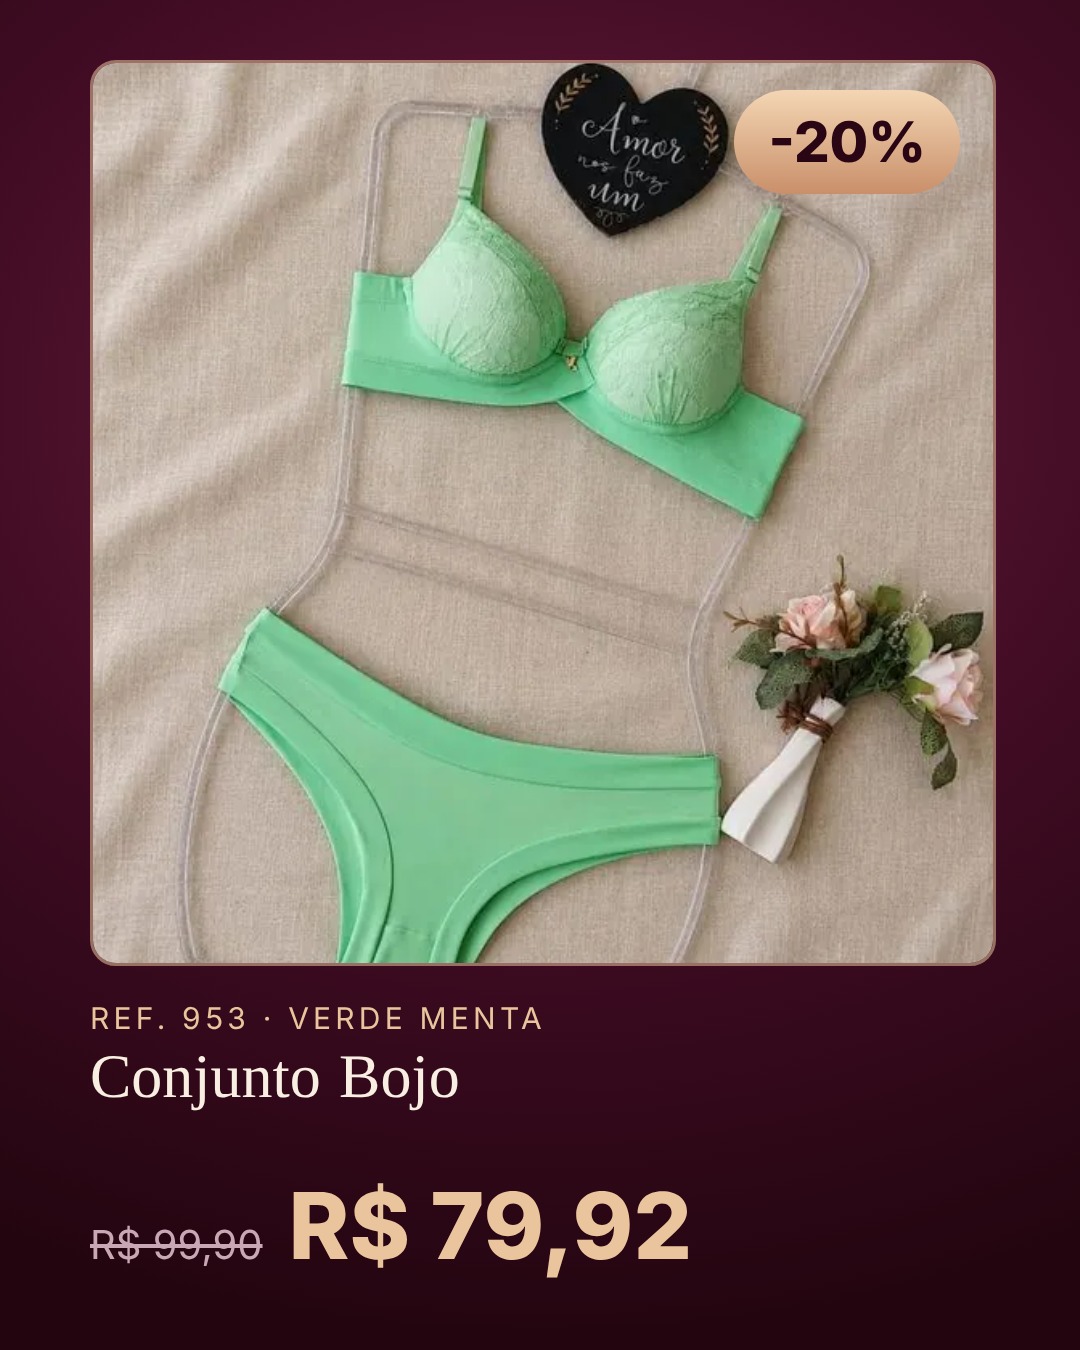 Amor
nos faz
um
-20%
REF. 953 · VERDE MENTA
Conjunto Bojo
R$ 99,90 R$ 79,92